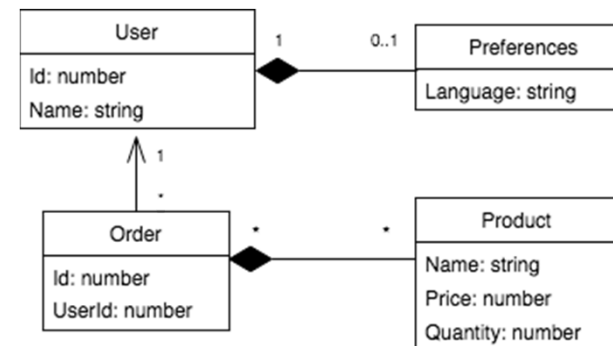 User
Id: number
Name: string
1
0..1
Preferences
Language: string
1
*
Order
Id: number
UserId: number
*
*
Product
Name: string
Price: number
Quantity: number